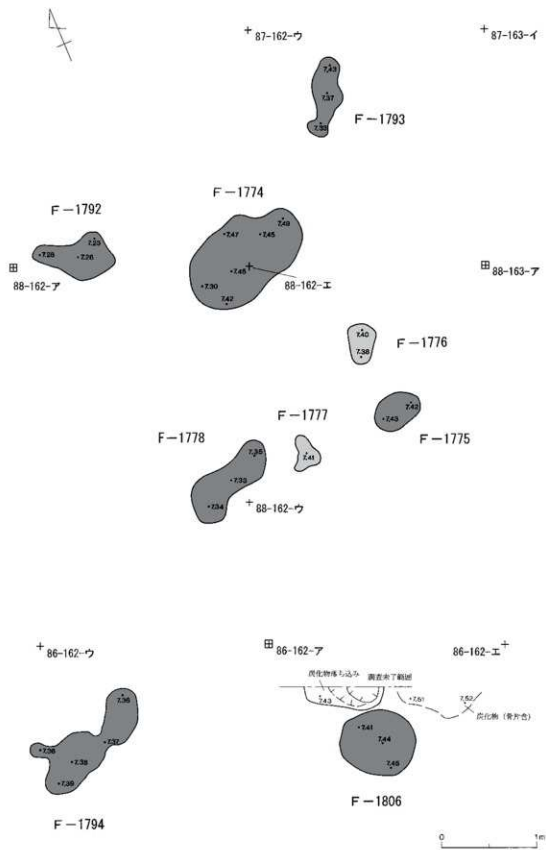 87-162-ウ
87-163-イ
7.43
7.37
7.33
F-1793
F-1774
F-1792
7.49
7.47
7.45
7.23
7.28
7.26
7.48
7.30
7.42
88-162-ア
88-162-エ
88-163-ア
7.40
7.38
F-1776
F-1777
7.42
7.43
F-1775
F-1778
7.35
7.41
7.33
7.34
88-162-ウ
86-162-ウ
86-162-ア
86-162-エ
炭化物落ち込み
調査未了範囲
7.43
7.51
7.52
炭化物(骨片含)
7.36
7.41
7.37
7.44
7.36
7.38
7.45
7.39
F-1806
F-1794
0
1m